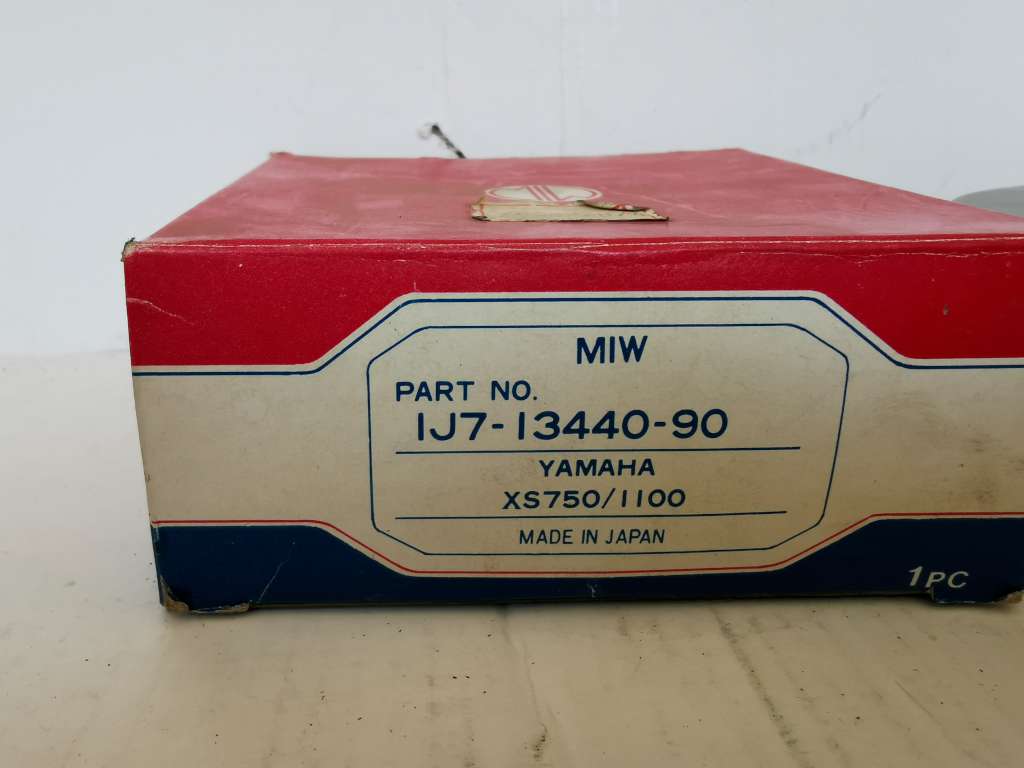 MIW
PART NO.
1J7-13440-90
YAMAHA
XS750/1100
MADE IN JAPAN
1PC